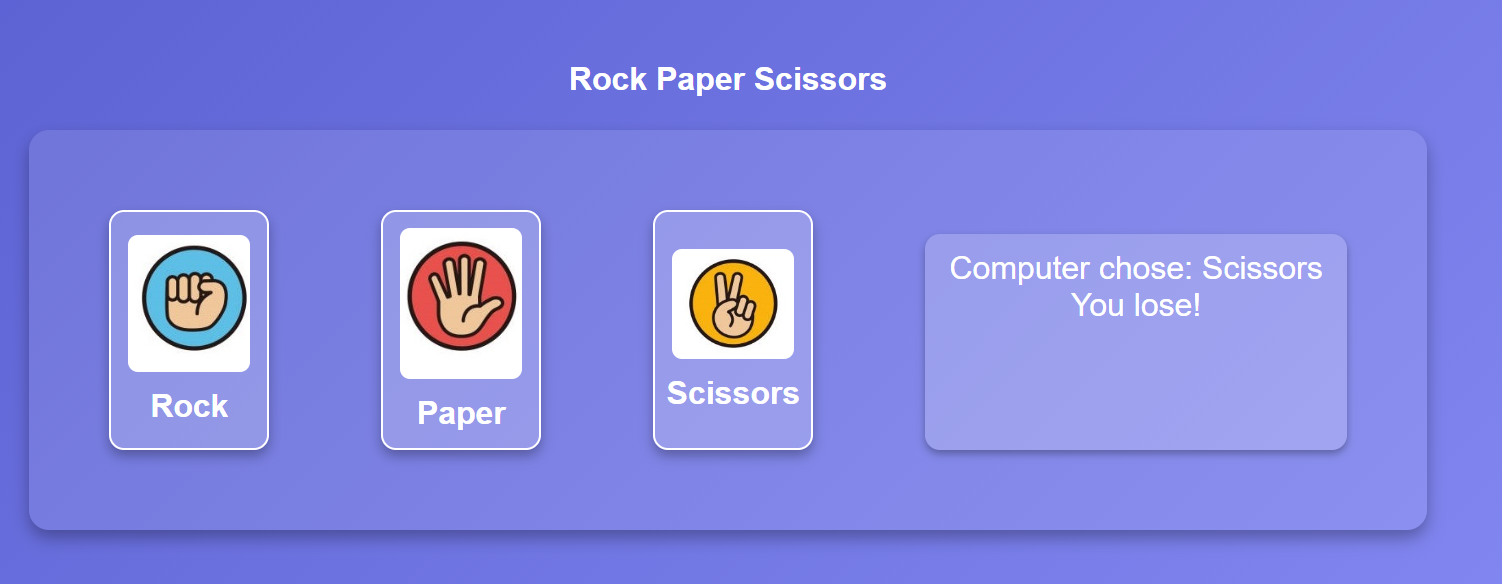 Rock Paper Scissors
Rock
Paper
Scissors
Computer chose: Scissors
You lose!